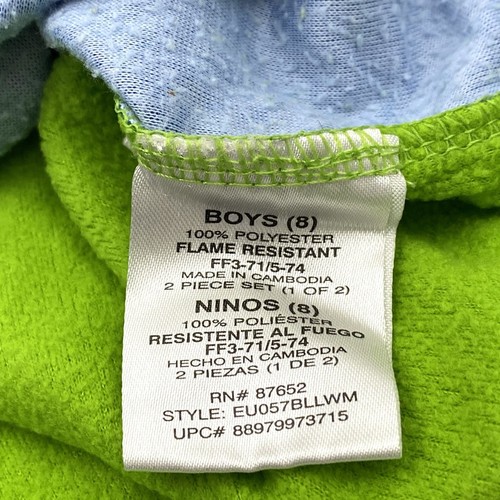 BOYS (8)
100% POLYESTER
FLAME RESISTANT
FF3-71/5-74
MADE IN CAMBODIA
2 PIECE SET (1 OF 2)
NINOS (8)
100% POLIÉSTER
RESISTENTE AL FUEGO
FF3-71/5-74
HECHO EN CAMBODIA
2 PIEZAS (1 DE 2)
RN# 87652
STYLE: EU057BLLWM
UPC# 88979973715